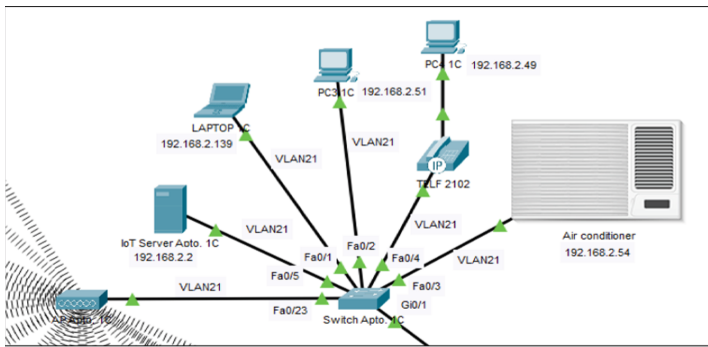 PC4 1C
192.168.2.49
PC3 1C
192.168.2.51
LAPTOP 1C
192.168.2.139
VLAN21
VLAN21
IP
TELF 2102
VLAN21
IoT Server Apto. 1C
192.168.2.2
VLAN21
Air conditioner
192.168.2.54
Fa0/1
Fa0/2
Fa0/4
VLAN21
Fa0/5
Fa0/3
VLAN21
AP Apto. 1C
Fa0/23
Gi0/1
Switch Apto. 1C